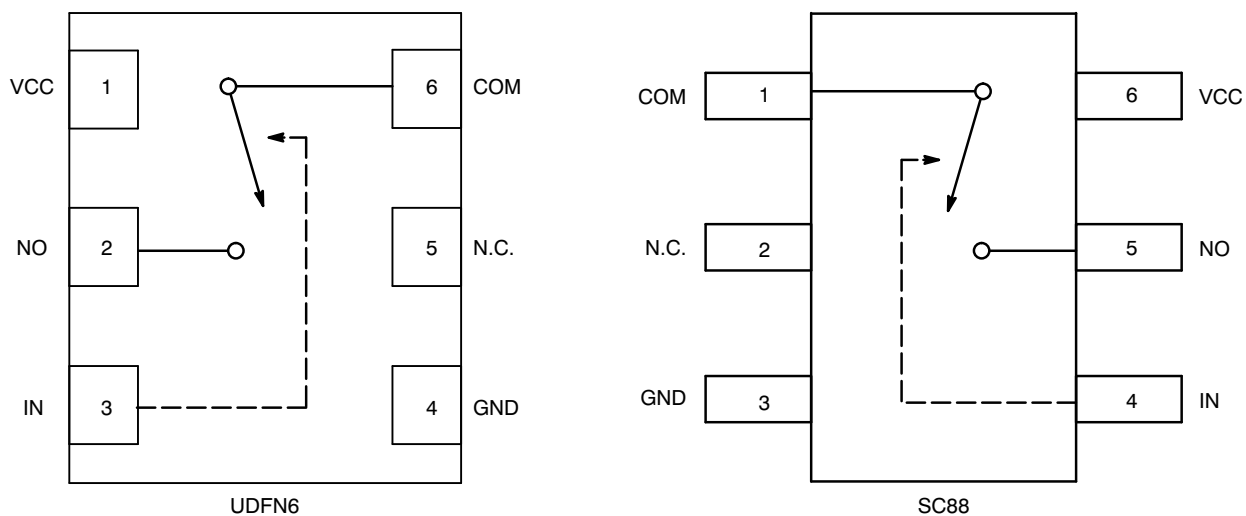 VCC 1 6 COM
NO 2 5 N.C.
IN 3 4 GND
UDFN6
COM 1 6 VCC
N.C. 2 5 NO
GND 3 4 IN
SC88